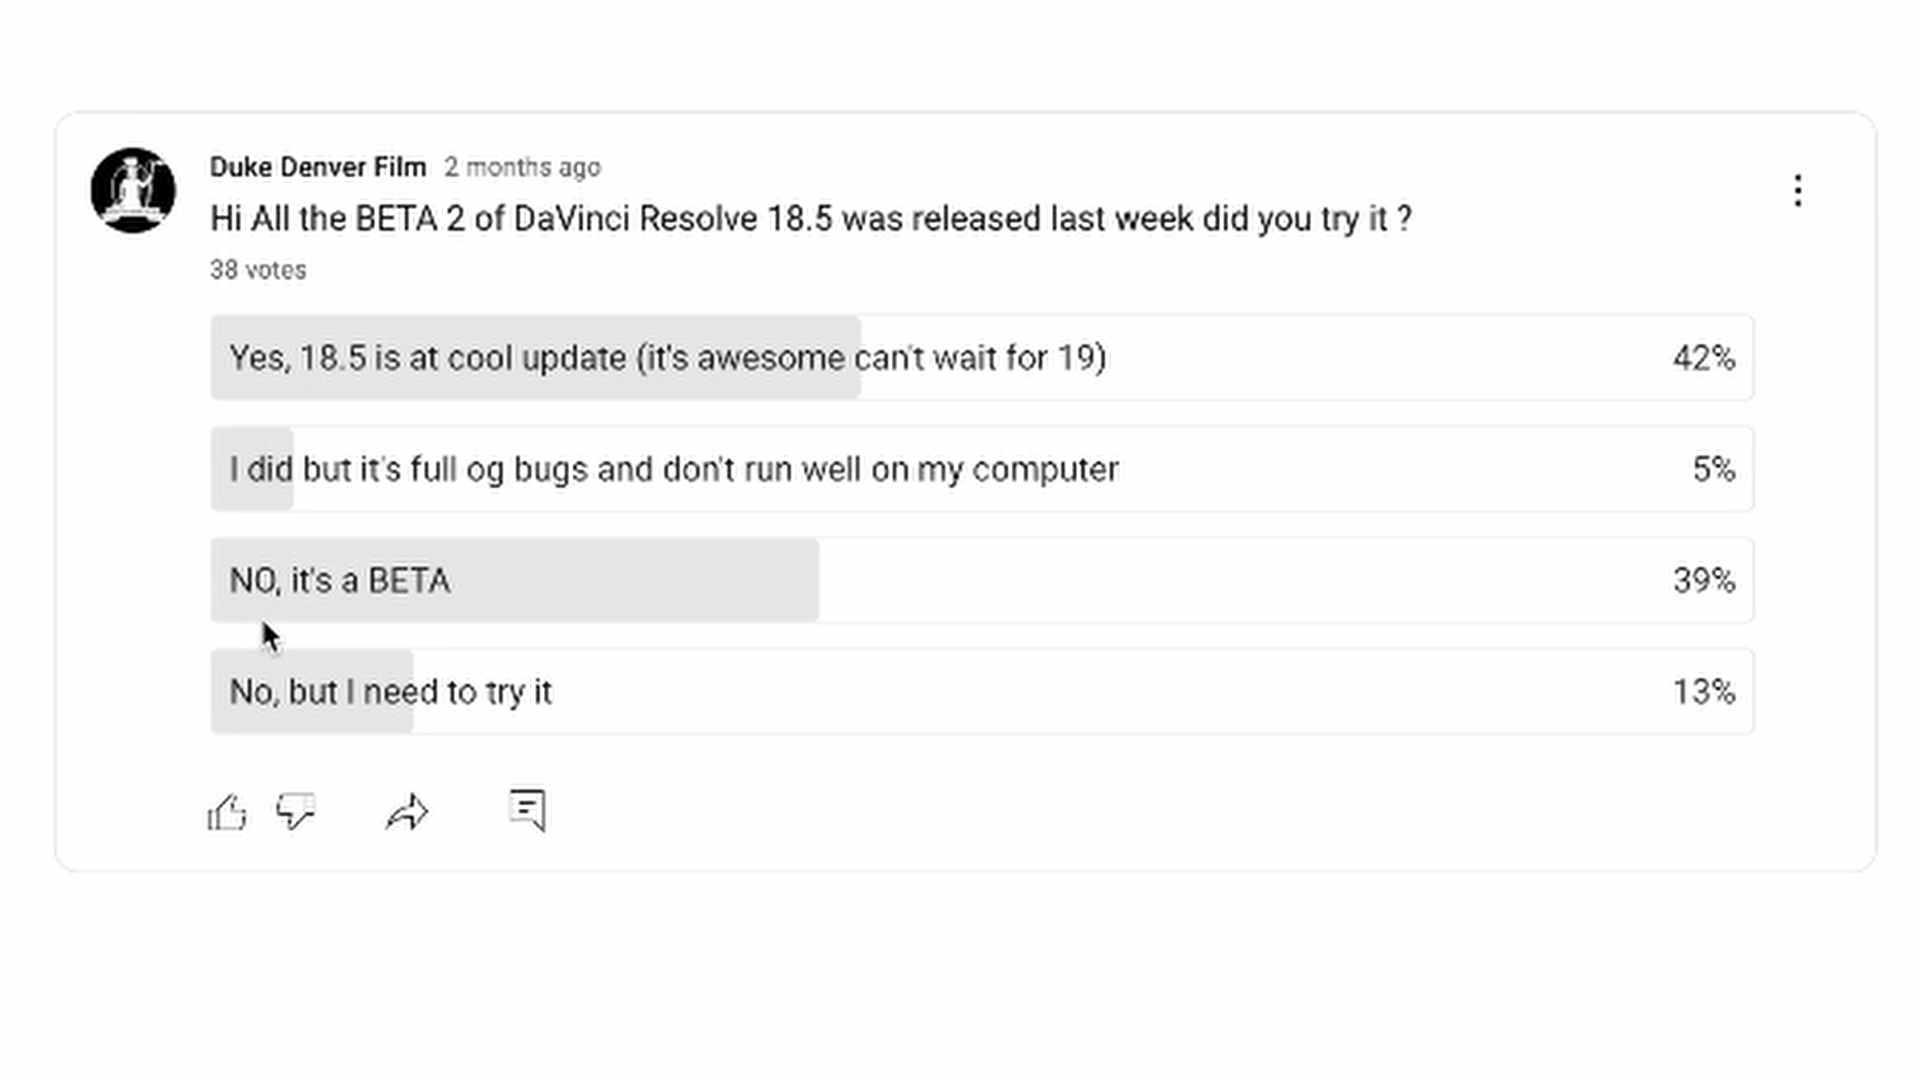 Duke Denver Film 2 months ago
Hi All the BETA 2 of DaVinci Resolve 18.5 was released last week did you try it ?
38 votes
Yes, 18.5 is at cool update (it's awesome can't wait for 19) 42%
I did but it's full og bugs and don't run well on my computer 5%
NO, it's a BETA 39%
No, but I need to try it 13%